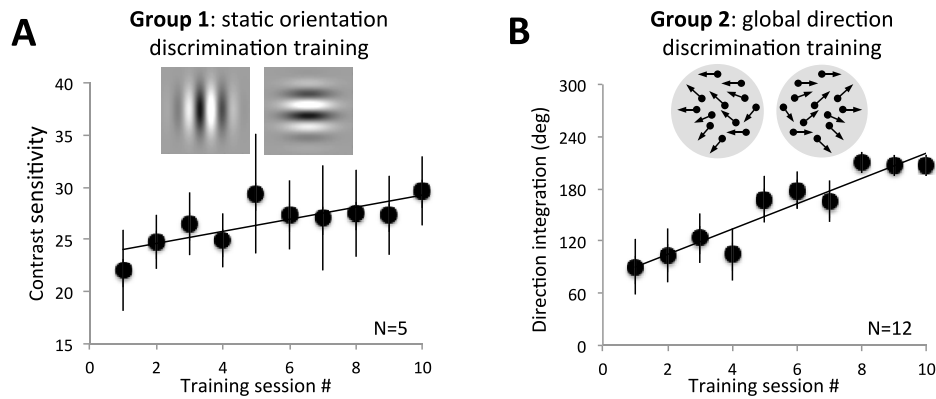 A
Group 1: static orientation
discrimination training
40
35
30
25
20
15
Contrast sensitivity
N=5
0
2
4
6
8
10
Training session #
B
Group 2: global direction
discrimination training
300
240
180
120
60
0
Direction integration (deg)
N=12
0
2
4
6
8
10
Training session #